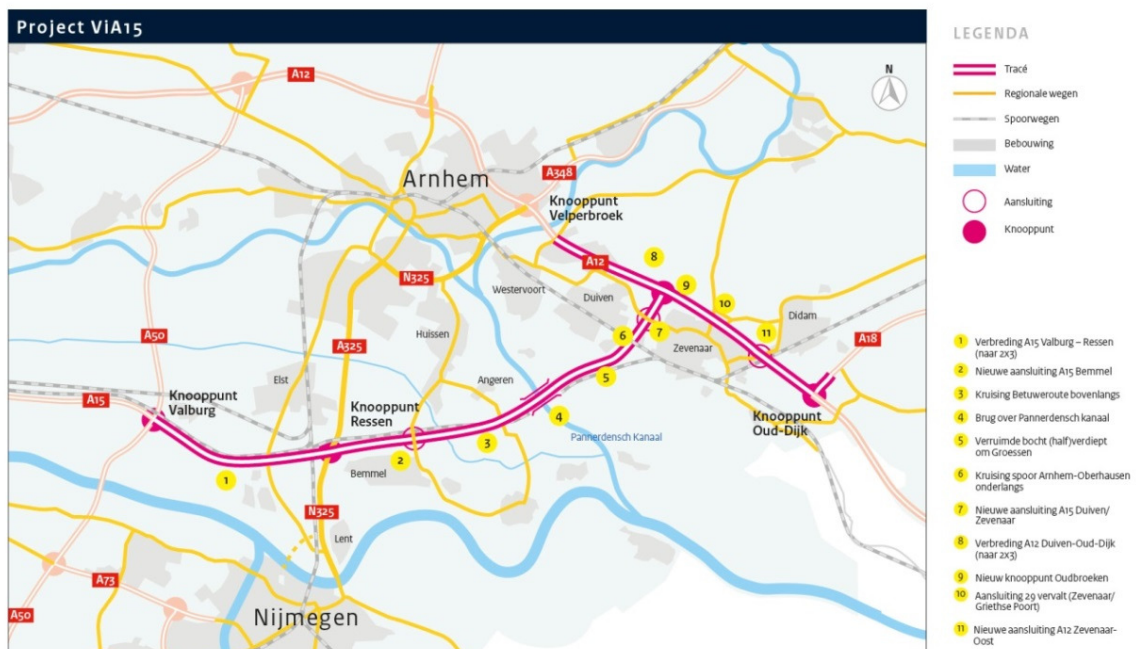 Project ViA15
A12
N
A348
Arnhem
Knooppunt
Velperbroek
A12
8
9
10
11
N325
Westervoort
Duiven
Didam
7
6
Huissen
Zevenaar
A50
A325
A18
Elst
Angeren
5
4
Knooppunt
Valburg
A15
Knooppunt
Ressen
Knooppunt
Oud-Dijk
3
2
1
Bemmel
Pannerdensch Kanaal
N325
Lent
A73
A50
Nijmegen
LEGENDA
Tracé
Regionale wegen
Spoorwegen
Bebouwing
Water
Aansluiting
Knooppunt
1 Verbreding A15 Valburg – Ressen
(naar 2x3)
2 Nieuwe aansluiting A15 Bemmel
3 Kruising Betuweroute bovenlangs
4 Brug over Pannerdensch kanaal
5 Verruimde bocht (half)verdiept
om Groessen
6 Kruising spoor Arnhem-Oberhausen
onderlangs
7 Nieuwe aansluiting A15 Duiven/
Zevenaar
8 Verbreding A12 Duiven-Oud-Dijk
(naar 2x3)
9 Nieuw knooppunt Oudbroeken
10 Aansluiting 29 vervalt (Zevenaar/
Griethse Poort)
11 Nieuwe aansluiting A12 Zevenaar-
Oost